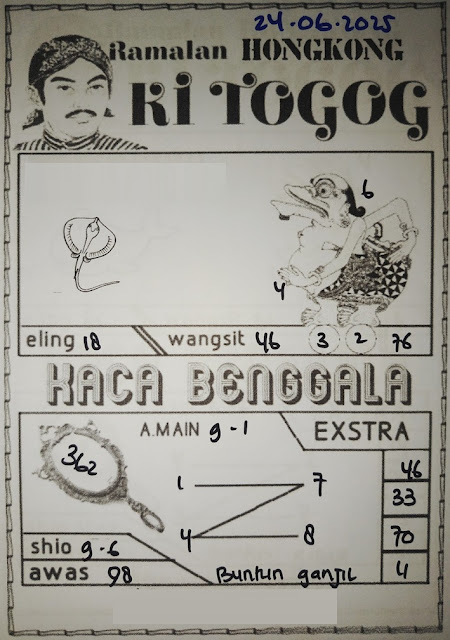 24-06-2025
Ramalan HONGKONG
KI TOGOG
6
4
eling 18 wangsit 46 3 2 76
KACA BENGGALA
A.MAIN 9-1 EXSTRA
362
46
1 7
33
4 8
70
shio 9-6
awas 98 Buntun ganjil 4